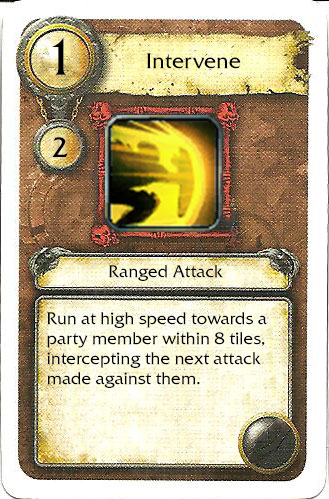 1
Intervene
2
Ranged Attack
Run at high speed towards a
party member within 8 tiles,
intercepting the next attack
made against them.